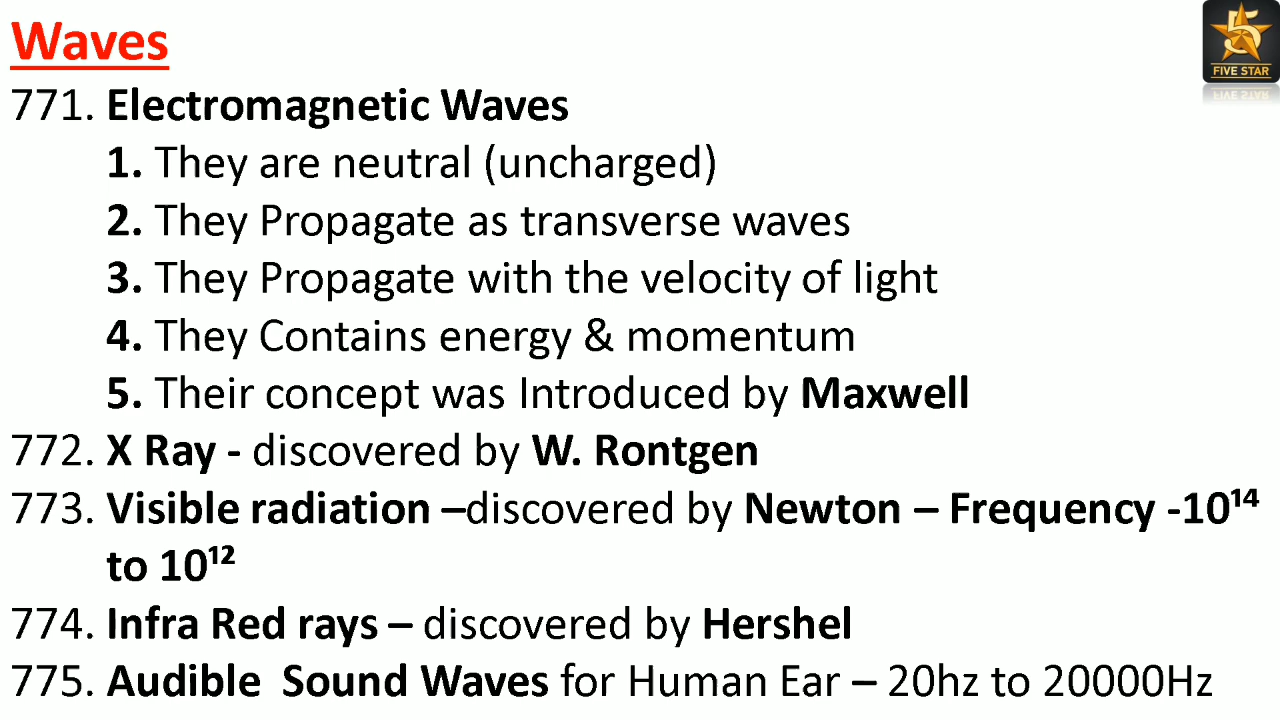 Waves
5
FIVE STAR
771. Electromagnetic Waves
1. They are neutral (uncharged)
2. They Propagate as transverse waves
3. They Propagate with the velocity of light
4. They Contains energy & momentum
5. Their concept was Introduced by Maxwell
772. X Ray - discovered by W. Rontgen
773. Visible radiation –discovered by Newton – Frequency -10¹⁴
to 10¹²
774. Infra Red rays – discovered by Hershel
775. Audible  Sound Waves for Human Ear – 20hz to 20000Hz